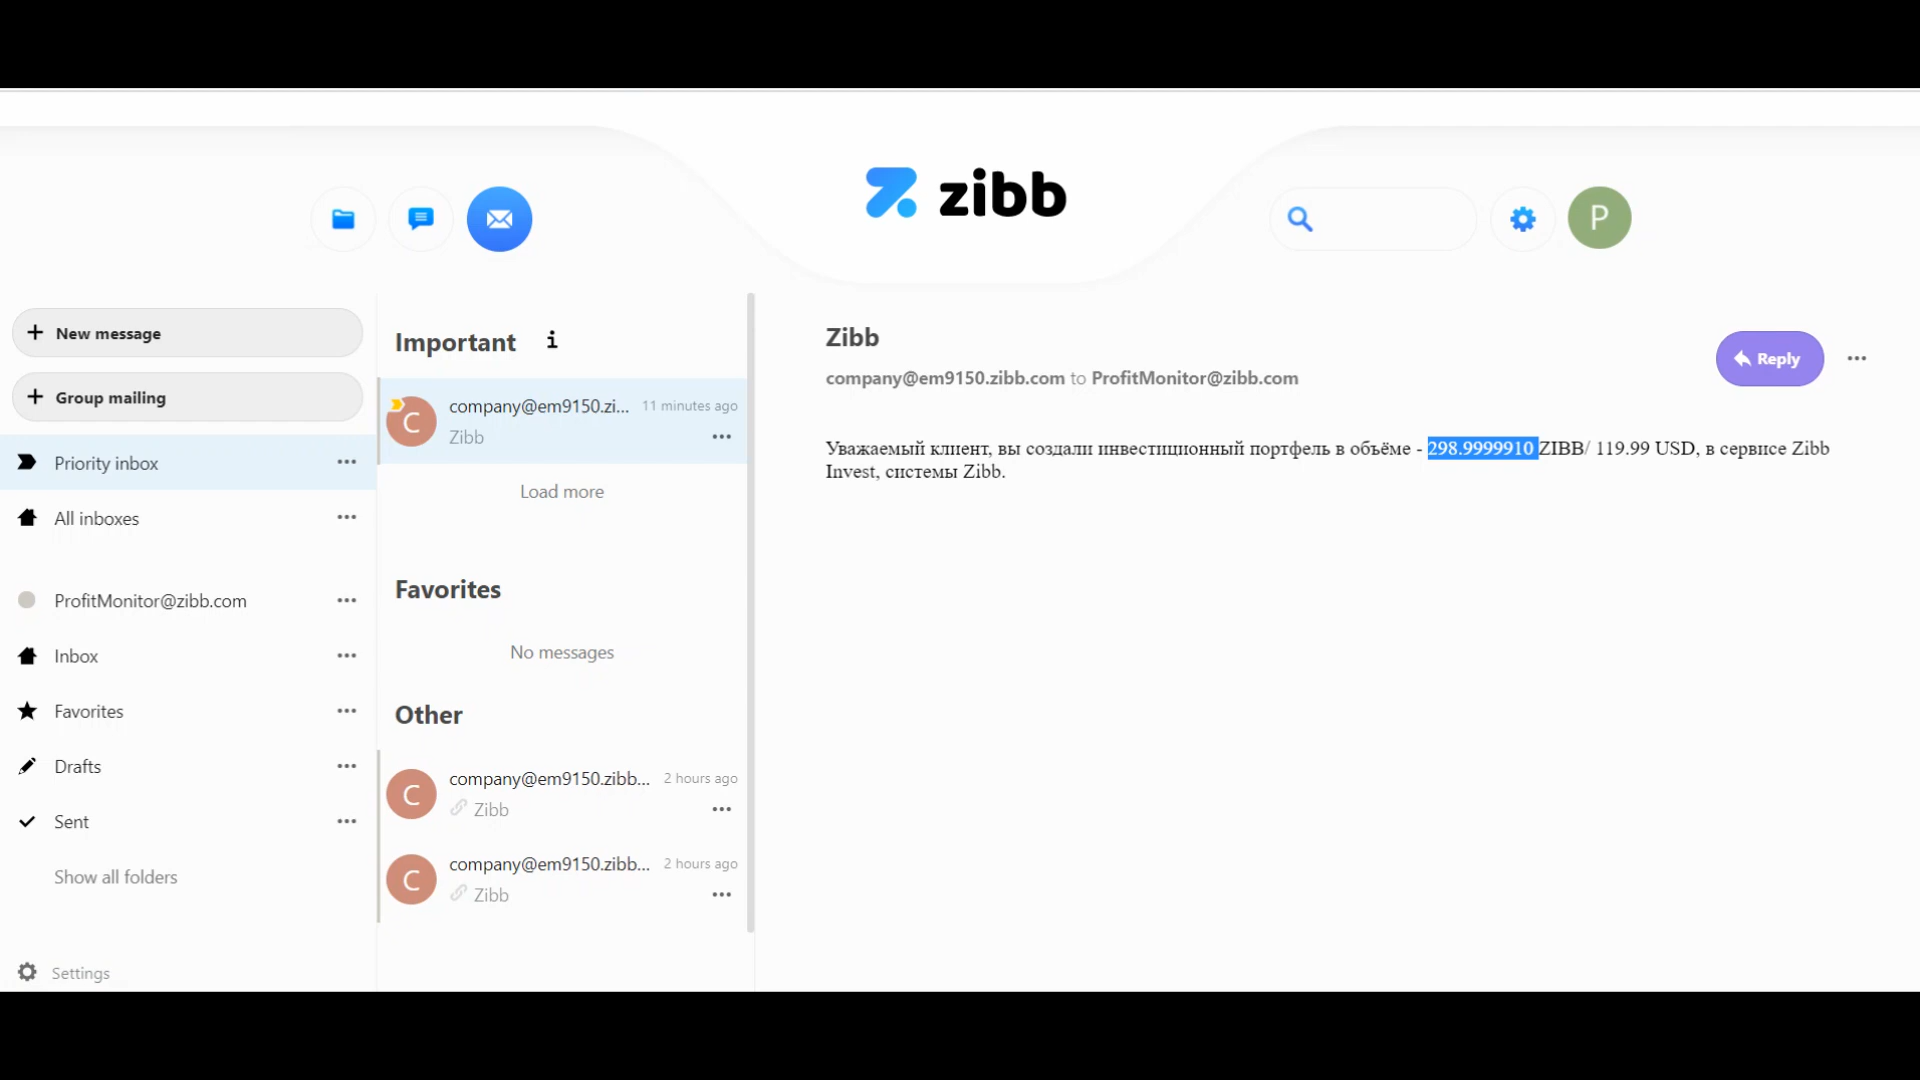 zibb
P
New message
Group mailing
Priority inbox
All inboxes
ProfitMonitor@zibb.com
Inbox
Favorites
Drafts
Sent
Show all folders
Settings
Important
C
company@em9150.zi... 11 minutes ago
Zibb
Load more
Favorites
No messages
Other
C
company@em9150.zibb... 2 hours ago
Zibb
C
company@em9150.zibb... 2 hours ago
Zibb
Zibb
company@em9150.zibb.com to ProfitMonitor@zibb.com
Reply
Уважаемый клиент, вы создали инвестиционный портфель в объёме - 298.9999910 ZIBB/ 119.99 USD, в сервисе Zibb
Invest, системы Zibb.